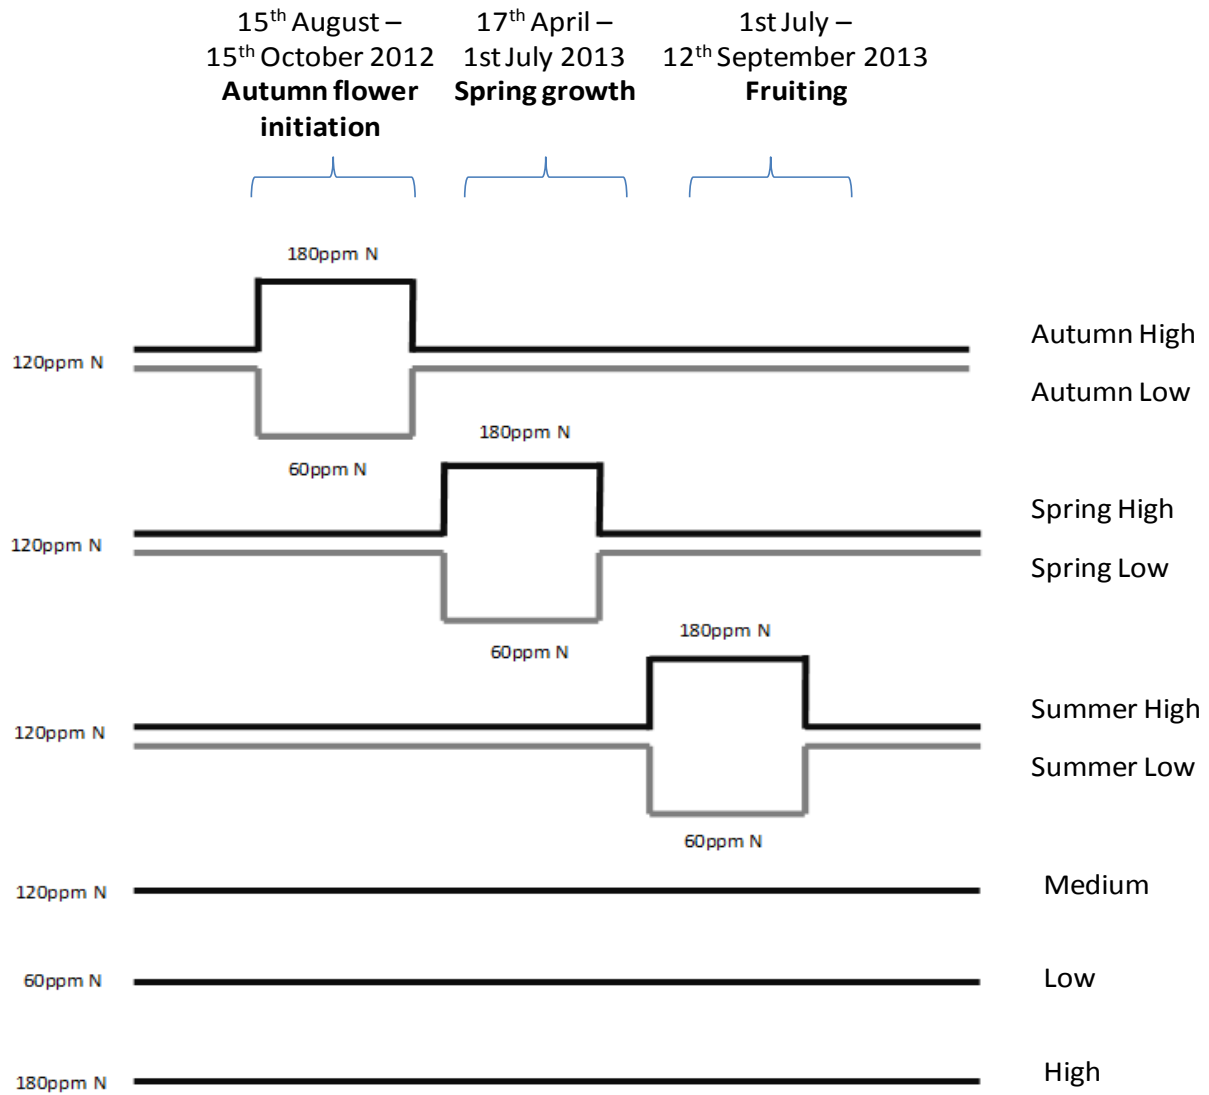 15th August –
15th October 2012
Autumn flower
initiation
17th April –
1st July 2013
Spring growth
1st July –
12th September 2013
Fruiting
180ppm N
120ppm N
60ppm N
Autumn High
Autumn Low
180ppm N
120ppm N
60ppm N
Spring High
Spring Low
180ppm N
120ppm N
60ppm N
Summer High
Summer Low
120ppm N
Medium
60ppm N
Low
180ppm N
High